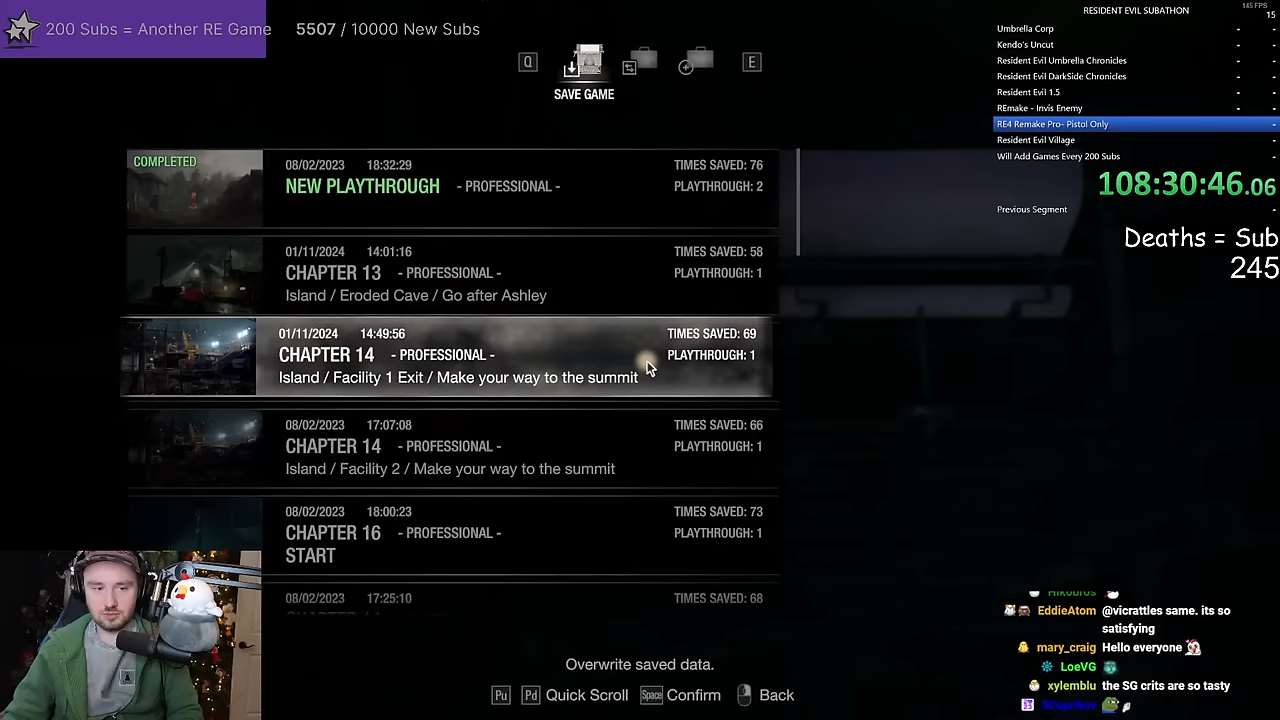 200 Subs = Another RE Game
5507 / 10000 New Subs
Q
E
SAVE GAME
COMPLETED
08/02/2023 18:32:29
TIMES SAVED: 76
NEW PLAYTHROUGH - PROFESSIONAL -
PLAYTHROUGH: 2
01/11/2024 14:01:16
TIMES SAVED: 58
CHAPTER 13 - PROFESSIONAL -
PLAYTHROUGH: 1
Island / Eroded Cave / Go after Ashley
01/11/2024 14:49:56
TIMES SAVED: 69
CHAPTER 14 - PROFESSIONAL -
PLAYTHROUGH: 1
Island / Facility 1 Exit / Make your way to the summit
08/02/2023 17:07:08
TIMES SAVED: 66
CHAPTER 14 - PROFESSIONAL -
PLAYTHROUGH: 1
Island / Facility 2 / Make your way to the summit
08/02/2023 18:00:23
TIMES SAVED: 73
CHAPTER 16 - PROFESSIONAL -
PLAYTHROUGH: 1
START
08/02/2023 17:25:10
TIMES SAVED: 68
Overwrite saved data.
Pu Pd Quick Scroll Space Confirm Back
145 FPS
RESIDENT EVIL SUBATHON
15
Umbrella Corp - -
Kendo's Uncut - -
Resident Evil Umbrella Chronicles - -
Resident Evil DarkSide Chronicles - -
Resident Evil 1.5 - -
REmake - Invis Enemy - -
RE4 Remake Pro- Pistol Only -
Resident Evil Village -
Will Add Games Every 200 Subs -
108:30:46.06
Previous Segment -
Deaths = Sub
245
EddieAtom @vicrattles same. its so
satisfying
mary_craig Hello everyone
LoeVG
xylemblu the SG crits are so tasty